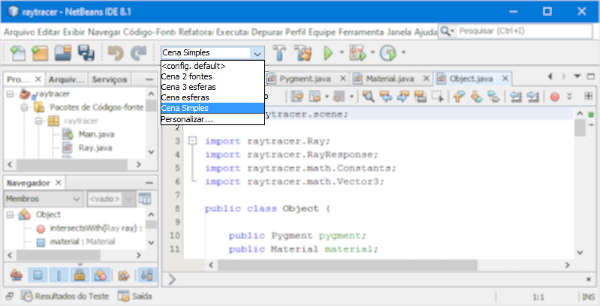 raytracer - NetBeans IDE 8.1
Arquivo Editar Exibir Navegar Código-Fonte Refatorar Executar Depurar Perfil Equipe Ferramenta Janela Ajuda
Pesquisar (Ctrl+I)
Cena Simples
<config. default>
Cena 2 fontes
Cena 3 esferas
Cena esferas
Cena Simples
Personalizar...
Pro... Arquiv... Serviços
Pygment.java Material.java Object.java
raytracer
Pacotes de Códigos-fonte
raytracer
Main.java
Ray.java
Navegador
Membros <vazio>
Object
intersectsWith(Ray ray) :
material : Material
ytracer.scene;
2
3 import raytracer.Ray;
4 import raytracer.RayResponse;
5 import raytracer.math.Constants;
6 import raytracer.math.Vector3;
7
8 public class Object {
9
10 public Pygment pygment;
11 public Material material;
Resultados do Teste Saída
1:1 INS